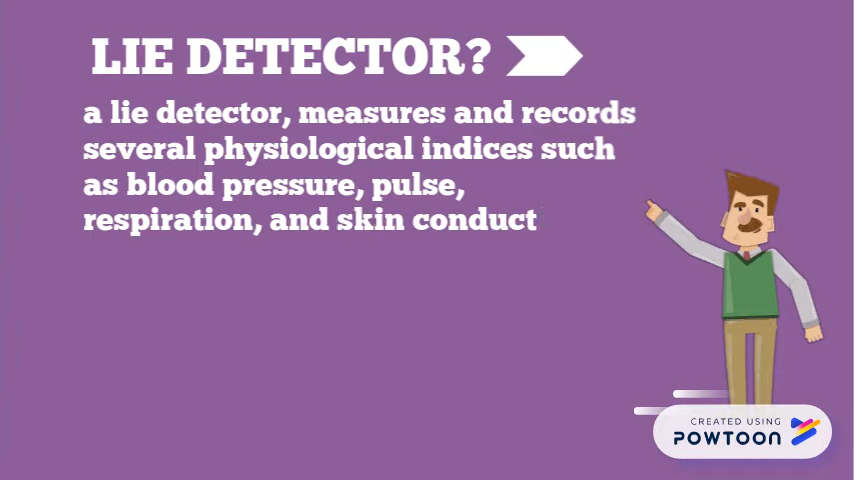 LIE DETECTOR?
a lie detector, measures and records
several physiological indices such
as blood pressure, pulse,
respiration, and skin conduct
CREATED USING
POWTOON